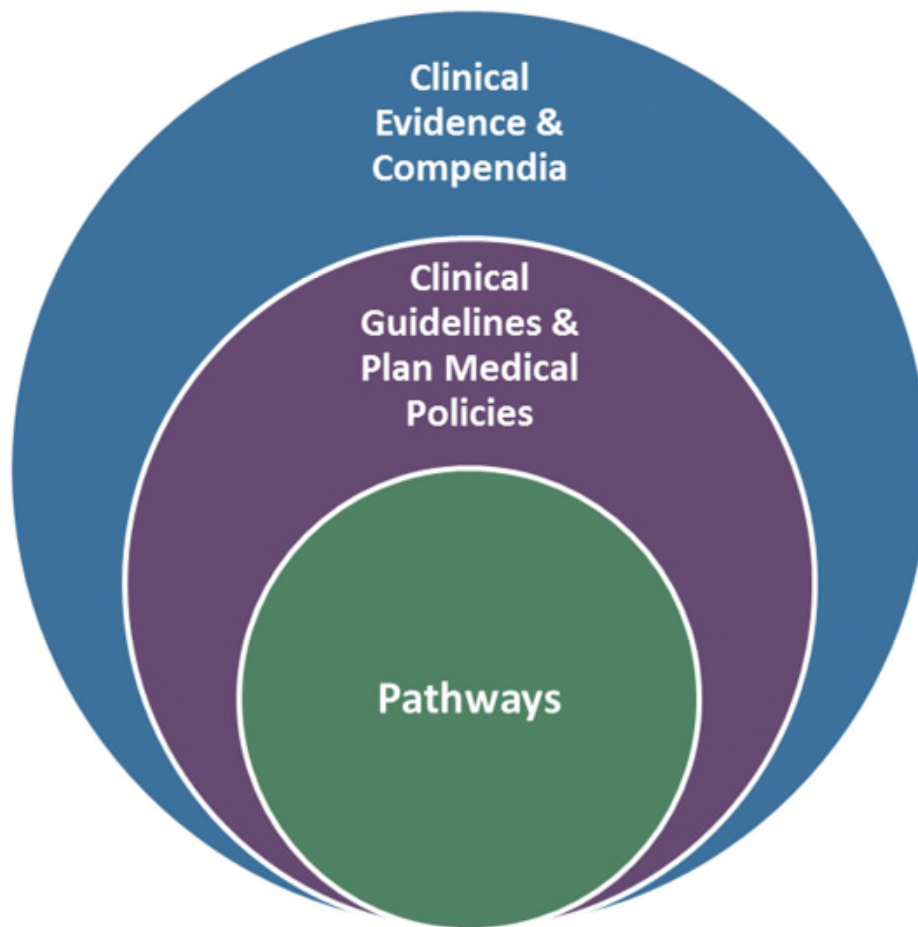 Clinical
Evidence &
Compendia
Clinical
Guidelines &
Plan Medical
Policies
Pathways